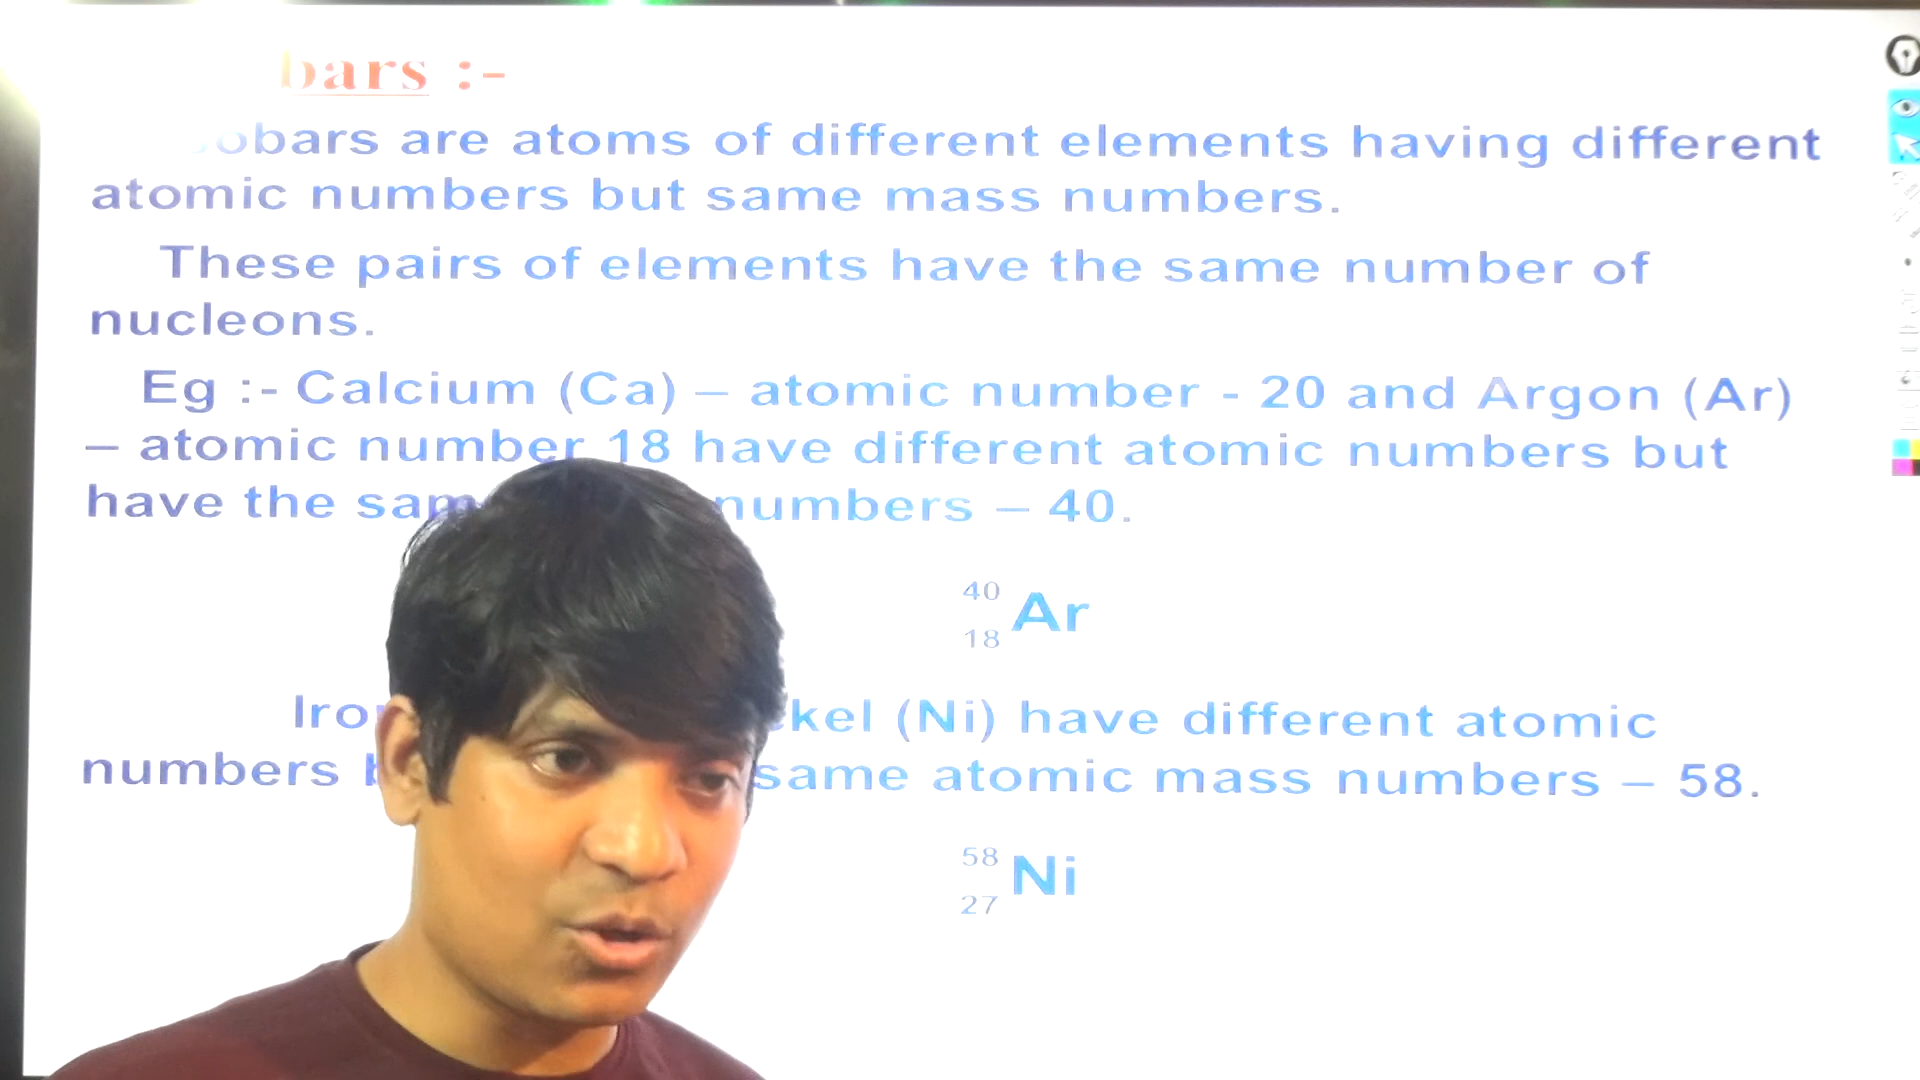 bars :-
obars are atoms of different elements having different
atomic numbers but same mass numbers.
These pairs of elements have the same number of
nucleons.
Eg :- Calcium (Ca) – atomic number - 20 and Argon (Ar)
– atomic number 18 have different atomic numbers but
have the sam numbers – 40.
40
18 Ar
Iro kel (Ni) have different atomic
numbers b same atomic mass numbers – 58.
58
27 Ni